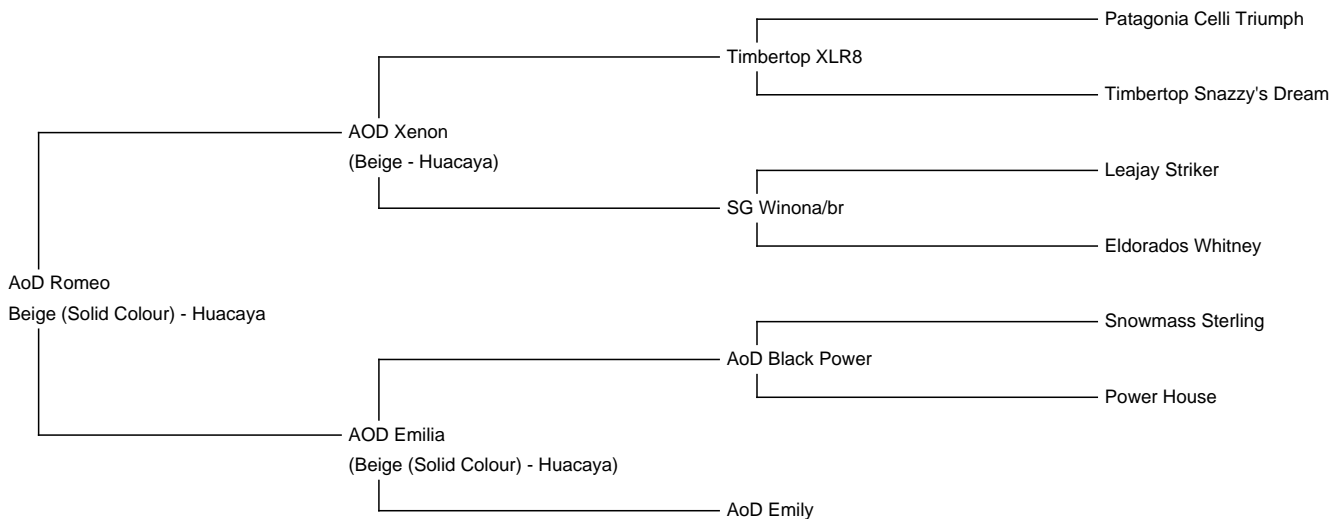 Patagonia Celli Triumph
Timbertop XLR8
Timbertop Snazzy's Dream
AOD Xenon
(Beige - Huacaya)
Leajay Striker
SG Winona/br
Eldorados Whitney
AoD Romeo
Beige (Solid Colour) - Huacaya
Snowmass Sterling
AoD Black Power
Power House
AOD Emilia
(Beige (Solid Colour) - Huacaya)
AoD Emily